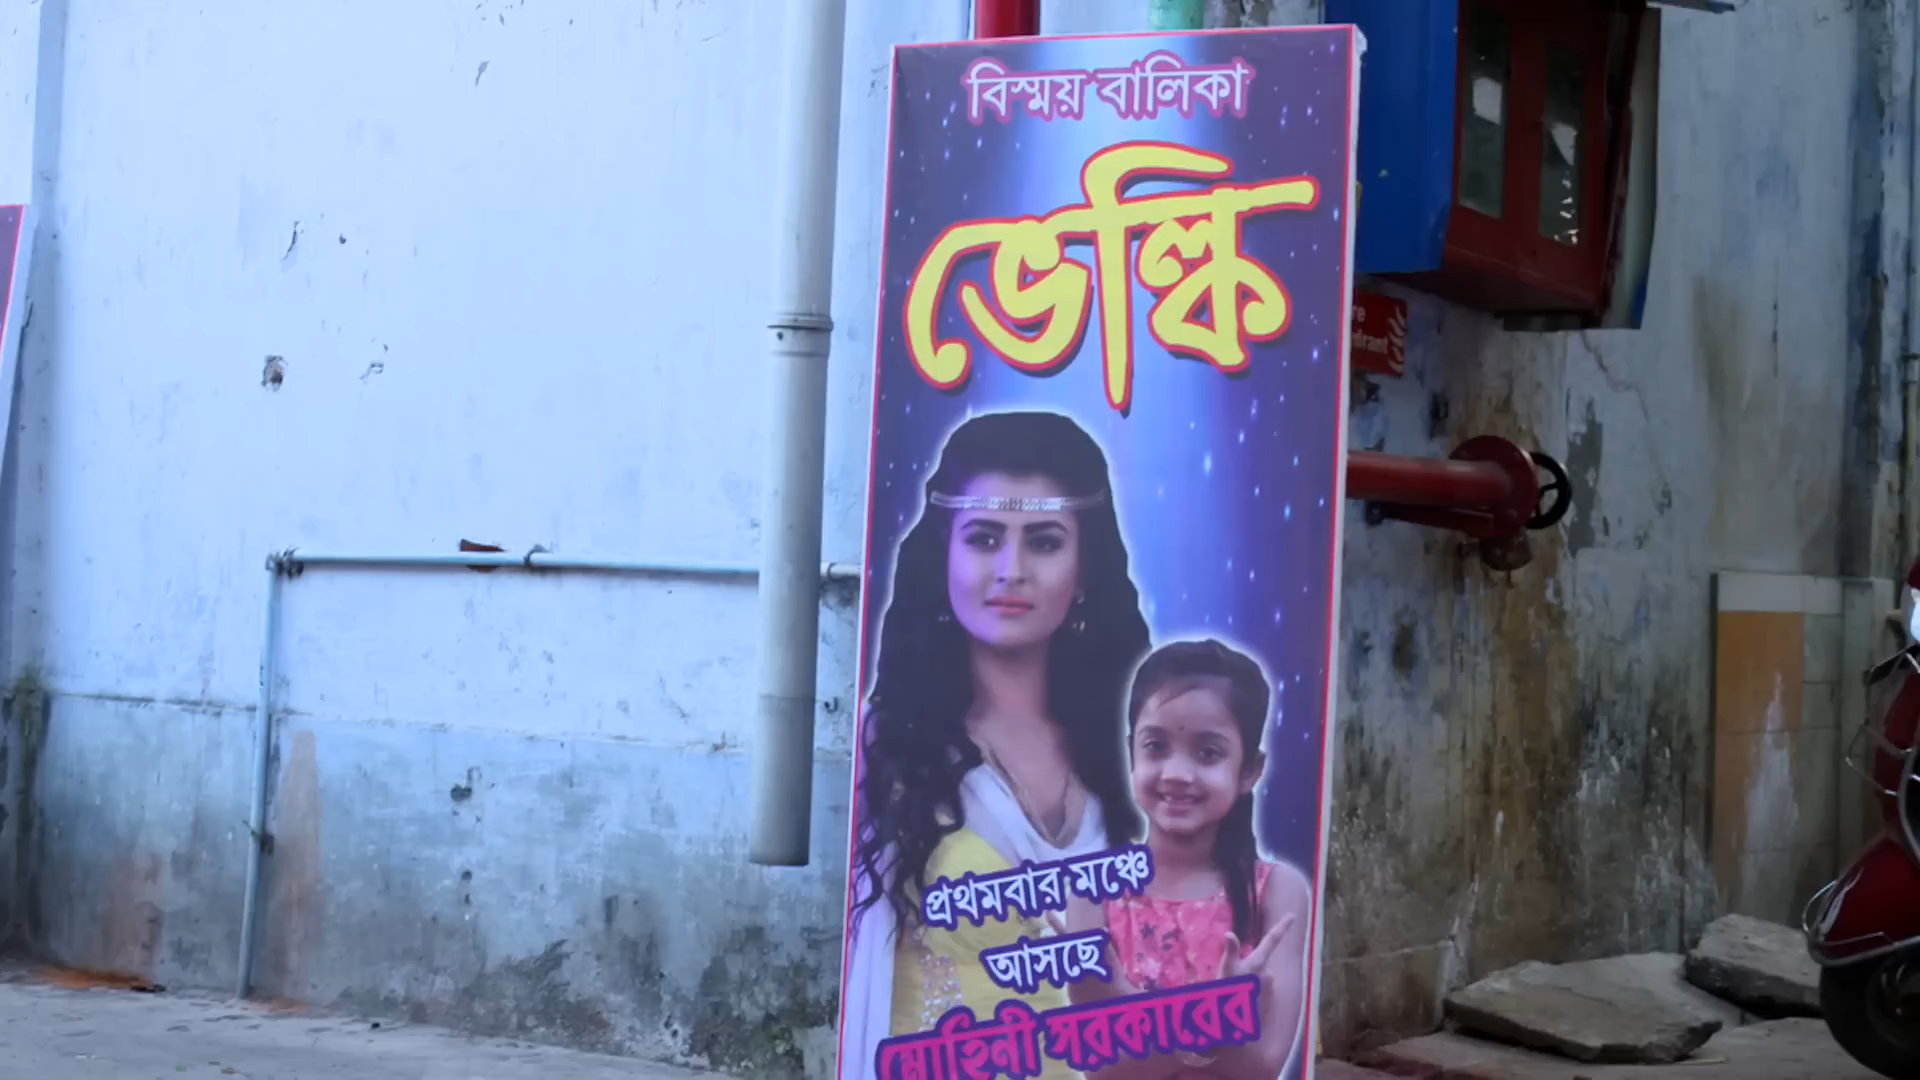 বিস্ময় বালিকা
ভেল্কি
প্রথমবার মঞ্চে
আসছে
মোহিনী সরকারের